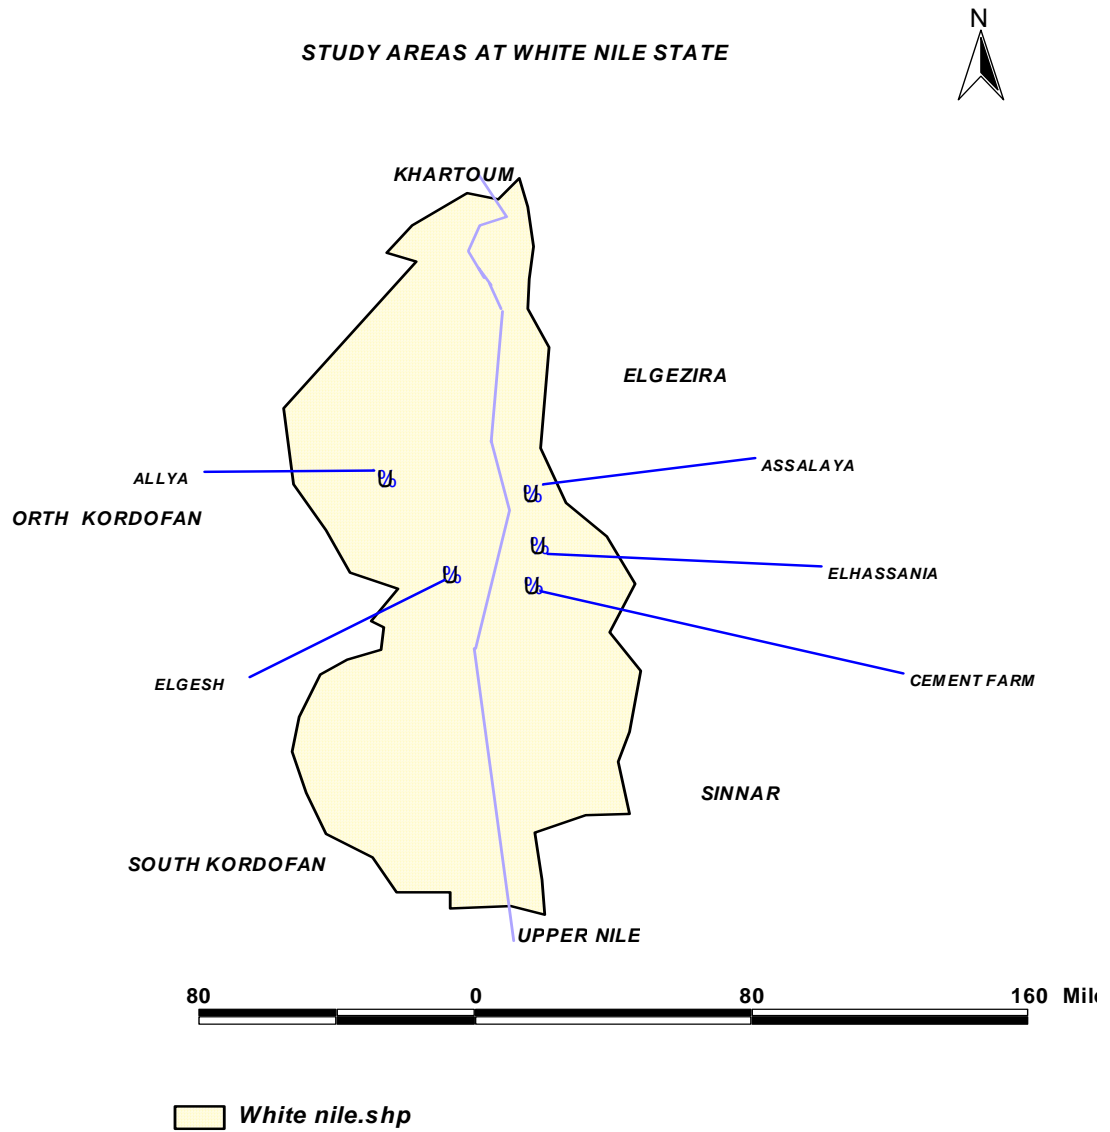 N
STUDY AREAS AT WHITE NILE STATE
KHARTOUM
ELGEZIRA
ASSALAYA
ALLYA
ORTH KORDOFAN
ELHASSANIA
ELGESH
CEMENT FARM
SINNAR
SOUTH KORDOFAN
UPPER NILE
80 0 80 160 Mile
White nile.shp